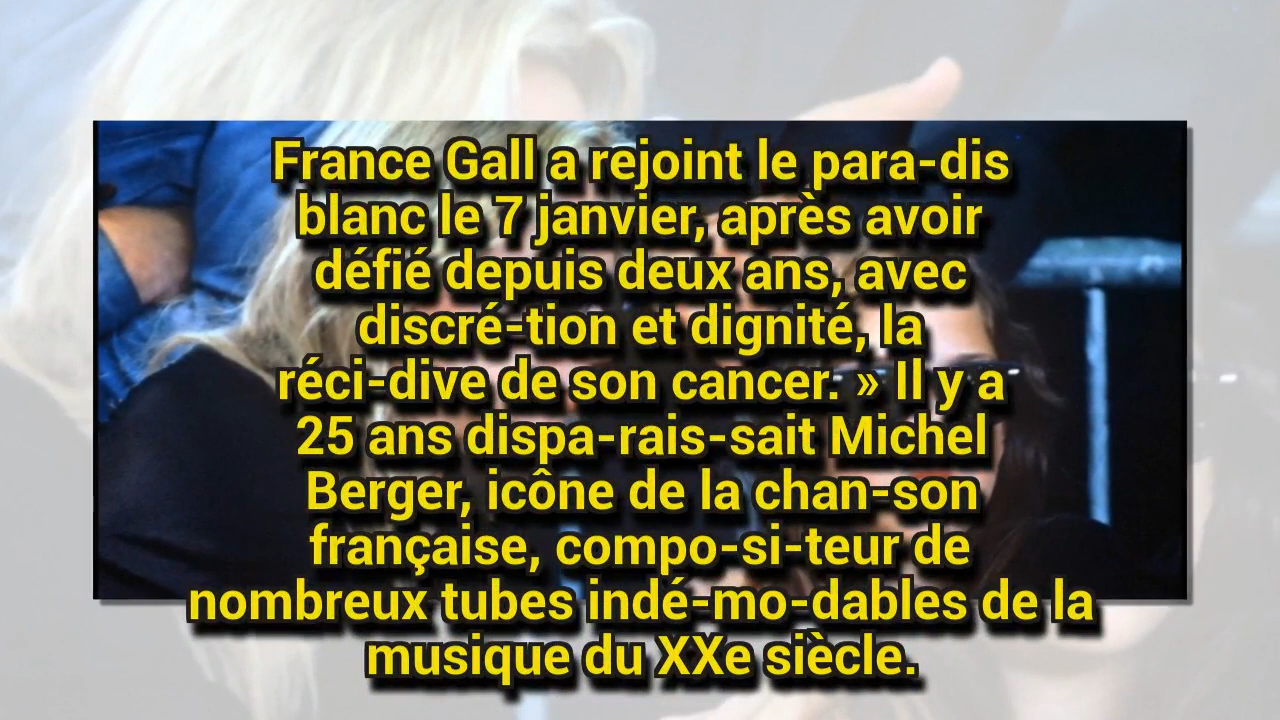 France Gall a rejoint le para-dis
blanc le 7 janvier, après avoir
défié depuis deux ans, avec
discré-tion et dignité, la
réci-dive de son cancer. » Il y a
25 ans dispa-rais-sait Michel
Berger, icône de la chan-son
française, compo-si-teur de
nombreux tubes indé-mo-dables de la
musique du XXe siècle.